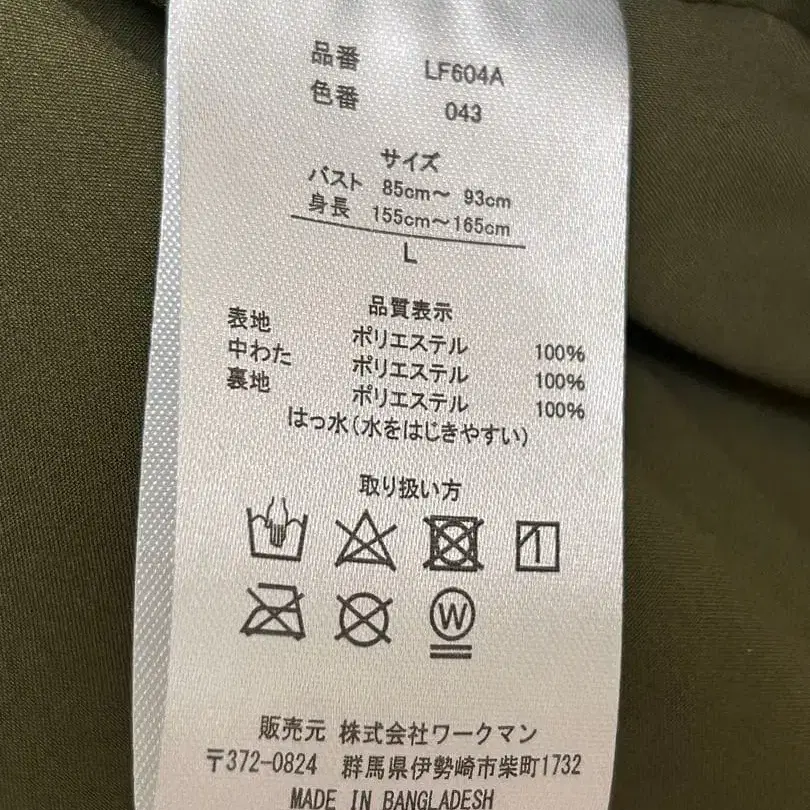 品番 LF604A
色番 043
サイズ
バスト 85cm～ 93cm
身長 155cm～165cm
L
品質表示
表地 ポリエステル 100%
中わた ポリエステル 100%
裏地 ポリエステル 100%
はっ水(水をはじきやすい)
取り扱い方
W
販売元 株式会社ワークマン
〒372-0824 群馬県伊勢崎市柴町1732
MADE IN BANGLADESH